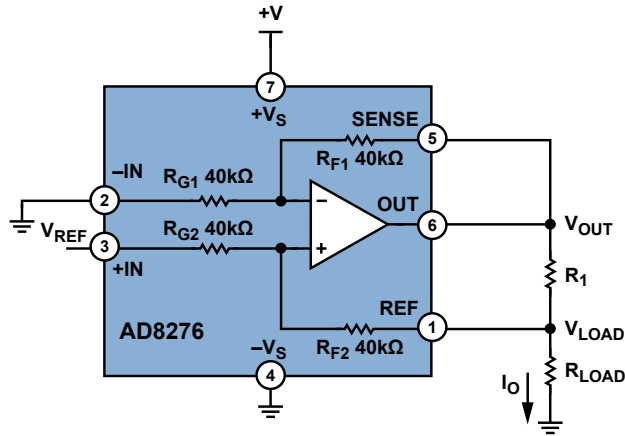 +V
7
+VS
SENSE
5
RF1 40kΩ
–IN
RG1 40kΩ
2
−
OUT
6
VOUT
VREF
RG2 40kΩ
3
+
+IN
R1
REF
1
VLOAD
AD8276
RF2 40kΩ
–VS
4
IO
RLOAD